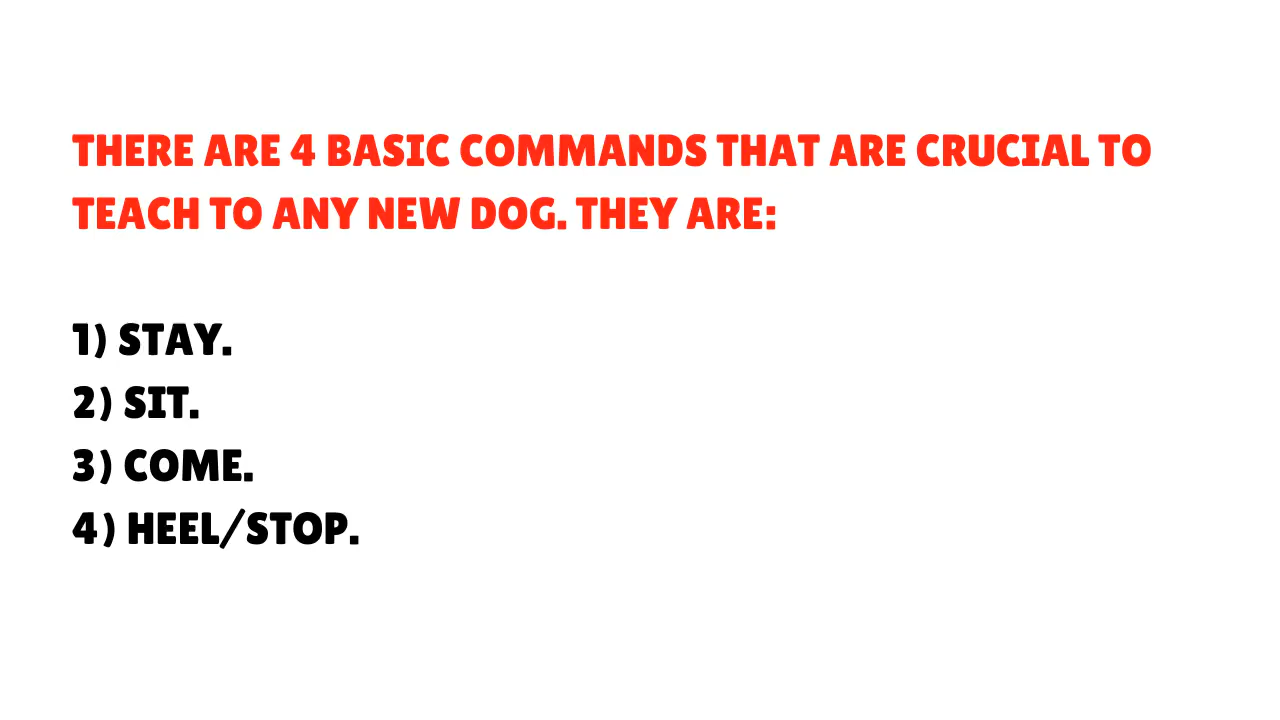 THERE ARE 4 BASIC COMMANDS THAT ARE CRUCIAL TO
TEACH TO ANY NEW DOG. THEY ARE:
1) STAY.
2) SIT.
3) COME.
4) HEEL/STOP.